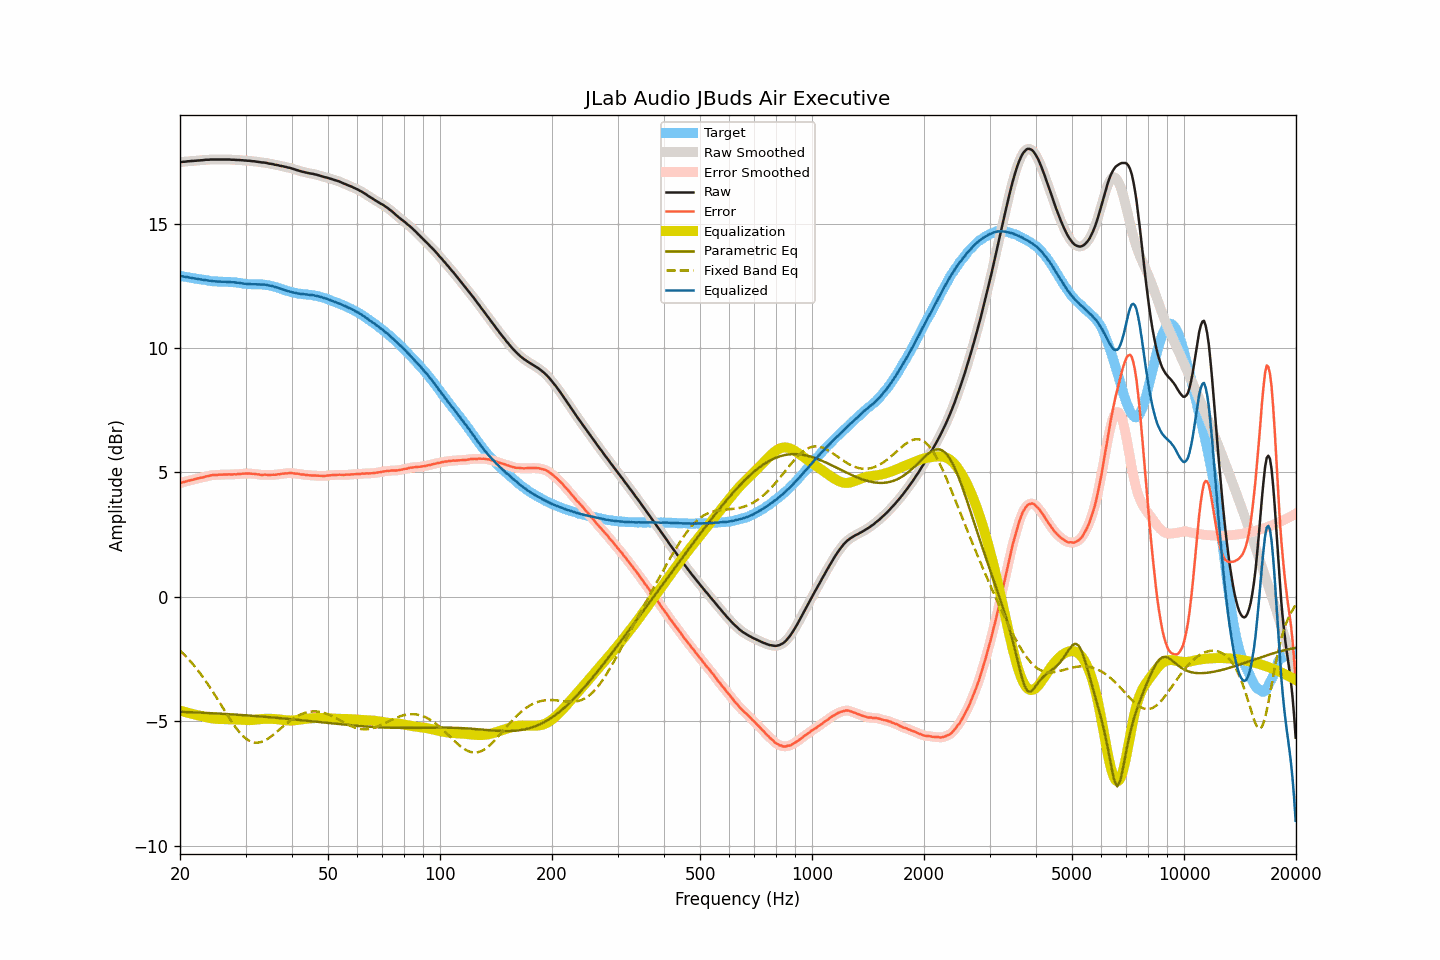 JLab Audio JBuds Air Executive
Target
Raw Smoothed
Error Smoothed
Raw
Error
Equalization
Parametric Eq
Fixed Band Eq
Equalized
Amplitude (dBr)
15
10
5
0
−5
−10
20 50 100 200 500 1000 2000 5000 10000 20000
Frequency (Hz)